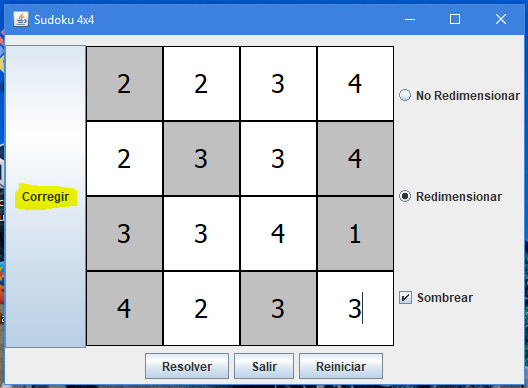 Sudoku 4x4
2 2 3 4
No Redimensionar
2 3 3 4
Corregir
Redimensionar
3 3 4 1
Sombrear
4 2 3 3
Resolver Salir Reiniciar